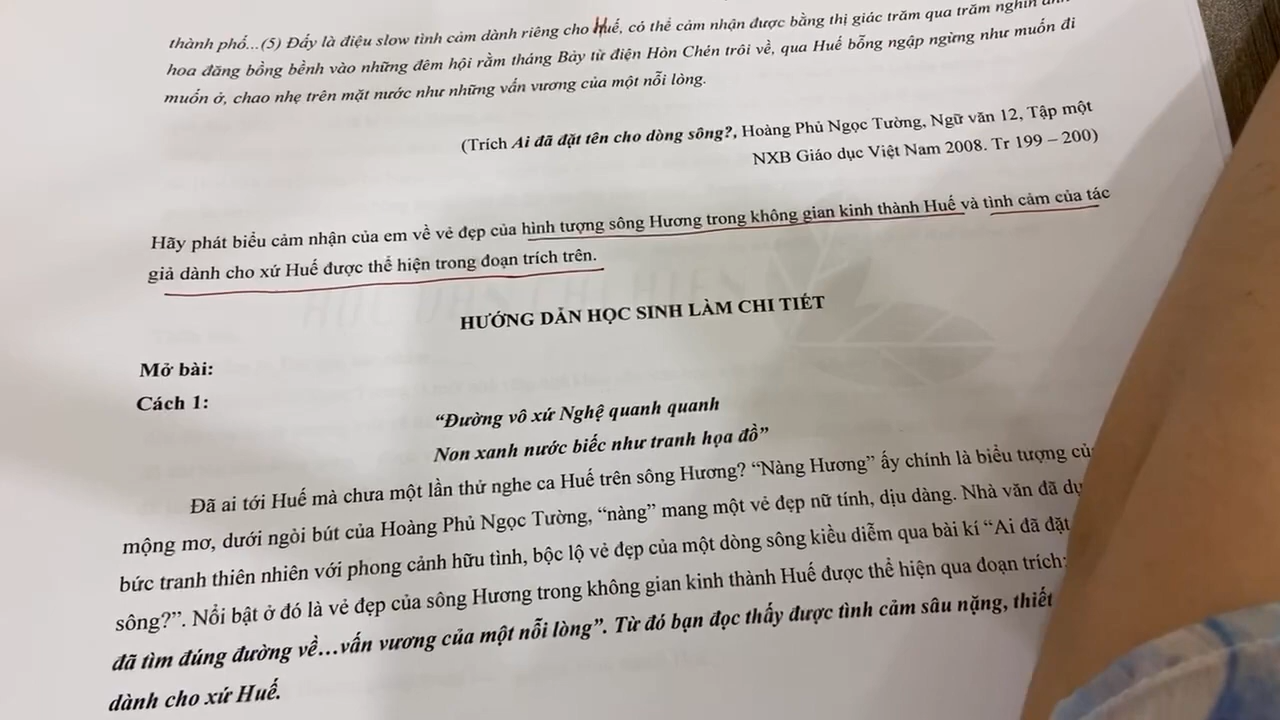 thành phố...(5) Đấy là điệu slow tình cảm dành riêng cho Huế, có thể cảm nhận được bằng thị giác trăm qua trăm nghìn
hoa đăng bồng bềnh vào những đêm hội rằm tháng Bảy từ điện Hòn Chén trôi về, qua Huế bỗng ngập ngừng như muốn đi
muốn ở, chao nhẹ trên mặt nước như những vấn vương của một nỗi lòng.
(Trích Ai đã đặt tên cho dòng sông?, Hoàng Phủ Ngọc Tường, Ngữ văn 12, Tập một
NXB Giáo dục Việt Nam 2008. Tr 199 – 200)
Hãy phát biểu cảm nhận của em về vẻ đẹp của hình tượng sông Hương trong không gian kinh thành Huế và tình cảm của tác
giả dành cho xứ Huế được thể hiện trong đoạn trích trên.
HƯỚNG DẪN HỌC SINH LÀM CHI TIẾT
Mở bài:
Cách 1:
“Đường vô xứ Nghệ quanh quanh
Non xanh nước biếc như tranh họa đồ”
Đã ai tới Huế mà chưa một lần thử nghe ca Huế trên sông Hương? “Nàng Hương” ấy chính là biểu tượng
mộng mơ, dưới ngòi bút của Hoàng Phủ Ngọc Tường, “nàng” mang một vẻ đẹp nữ tính, dịu dàng. Nhà văn đã
bức tranh thiên nhiên với phong cảnh hữu tình, bộc lộ vẻ đẹp của một dòng sông kiều diễm qua bài kí “Ai đã đặt
sông?”. Nổi bật ở đó là vẻ đẹp của sông Hương trong không gian kinh thành Huế được thể hiện qua đoạn trích:
đã tìm đúng đường về...vấn vương của một nỗi lòng”. Từ đó bạn đọc thấy được tình cảm sâu nặng, thiết
dành cho xứ Huế.